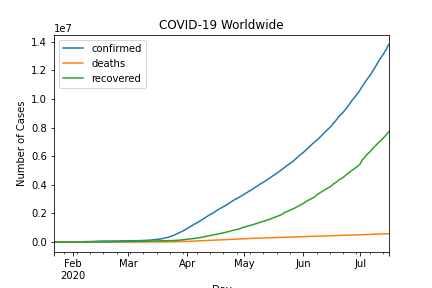 COVID-19 Worldwide
1e7
confirmed
deaths
recovered
Number of Cases
1.4
1.2
1.0
0.8
0.6
0.4
0.2
0.0
Feb Mar Apr May Jun Jul
2020